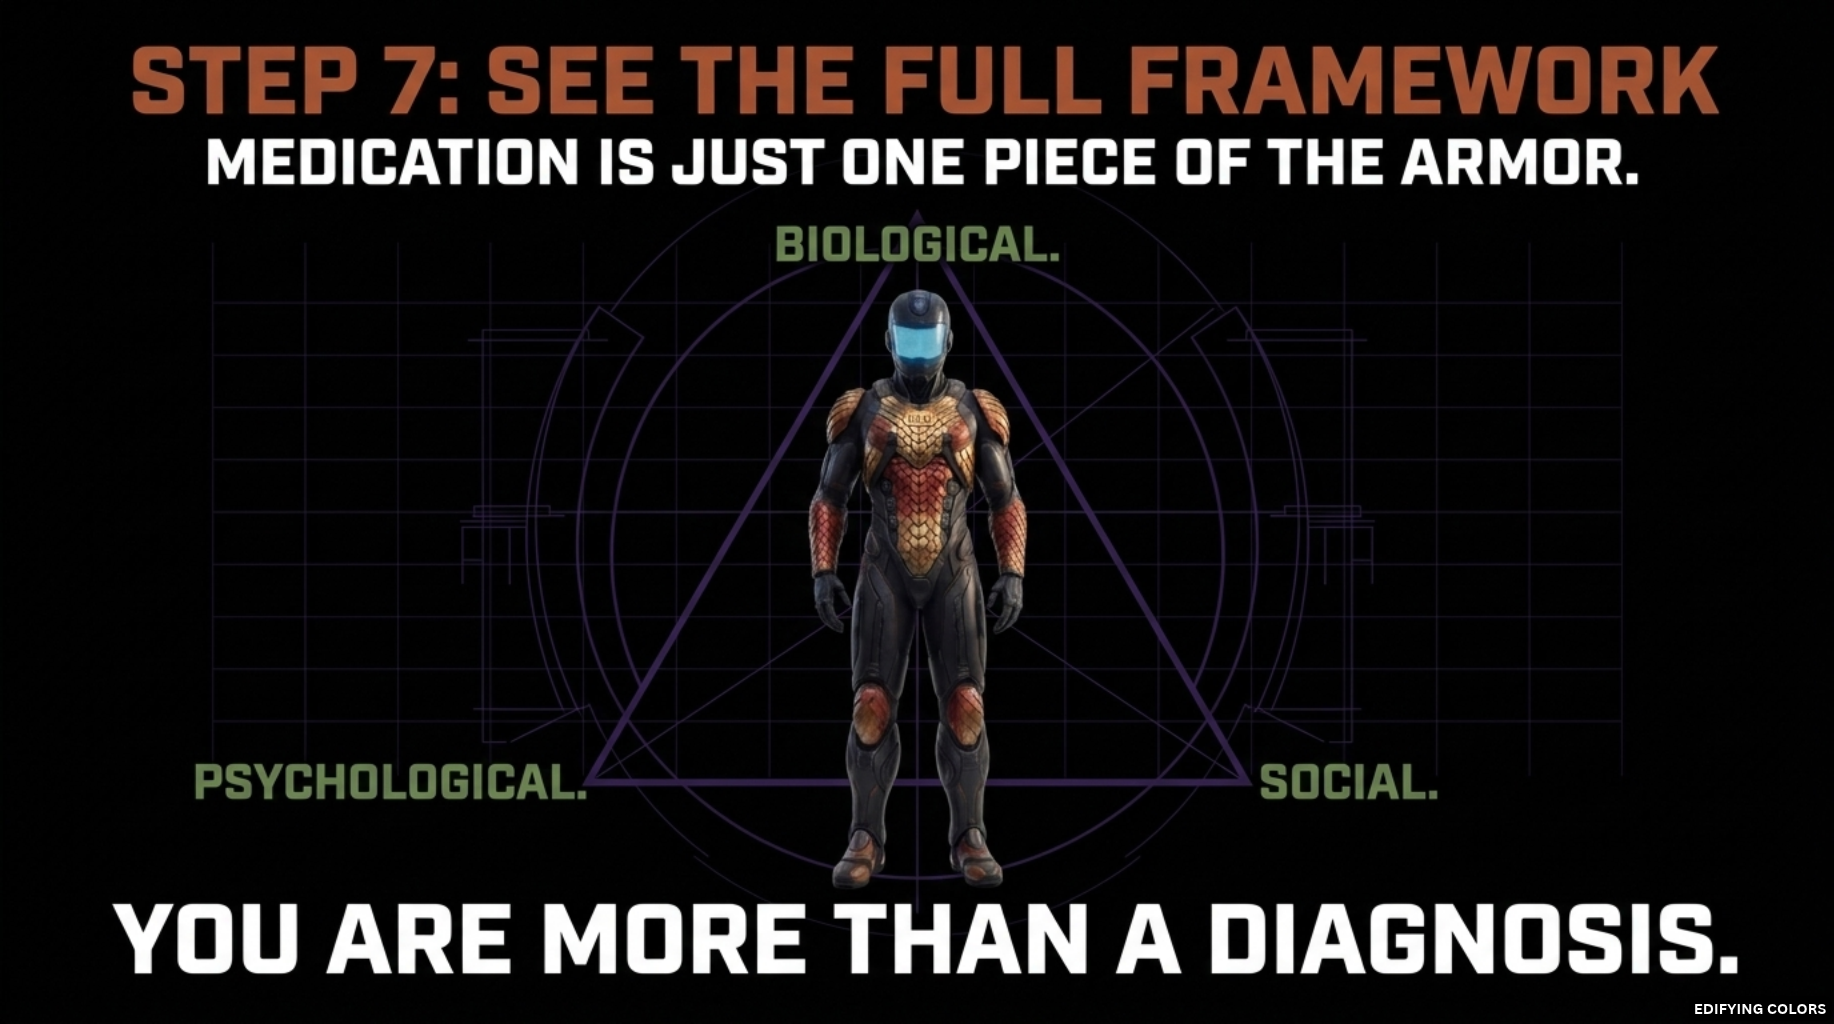 STEP 7: SEE THE FULL FRAMEWORK
MEDICATION IS JUST ONE PIECE OF THE ARMOR.
BIOLOGICAL.
PSYCHOLOGICAL.
SOCIAL.
YOU ARE MORE THAN A DIAGNOSIS.
EDIFYING COLORS